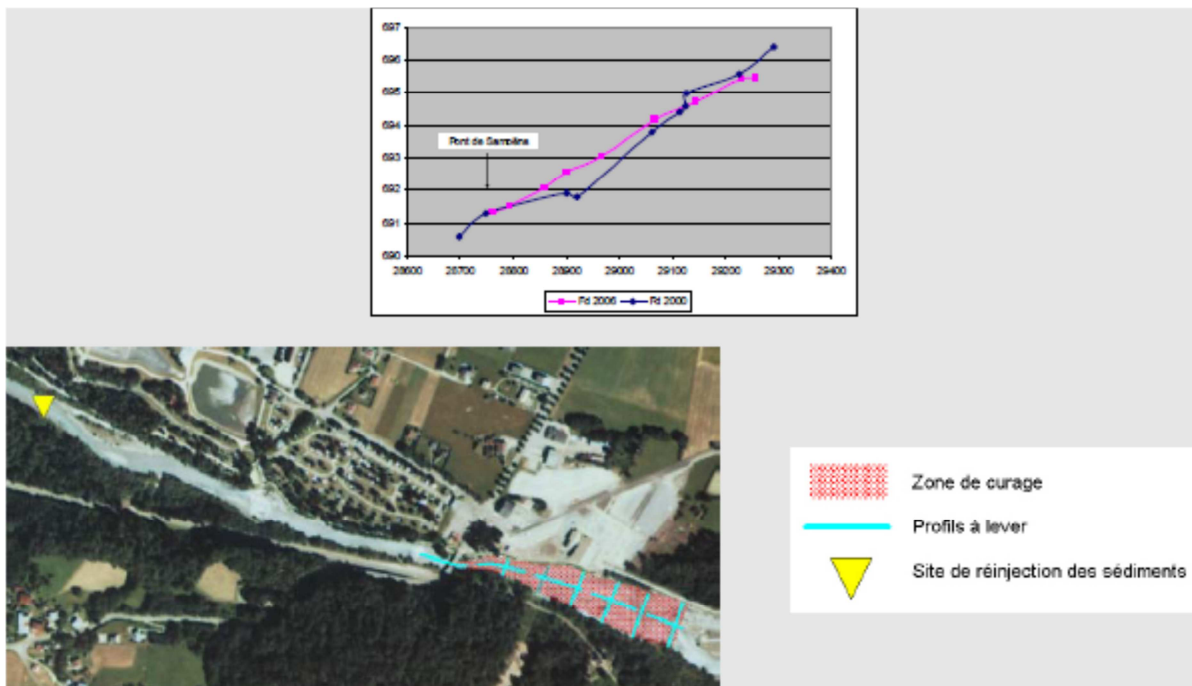 697
696
695
694
693
692
691
690
Pont de Sampéna
28600 28700 28800 28900 29000 29100 29200 29300 29400
Fd 2006 Fd 2000
Zone de curage
Profils à lever
Site de réinjection des sédiments